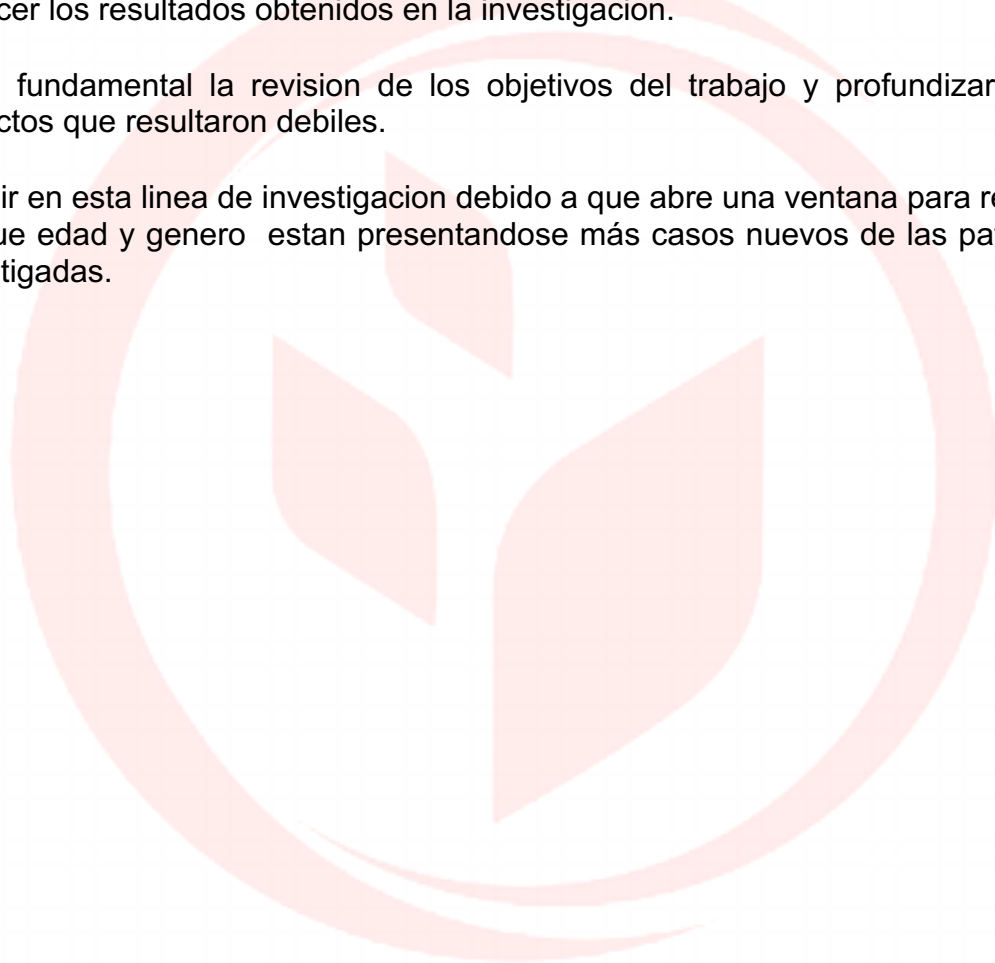 cer los resultados obtenidos en la investigacion.
fundamental la revision de los objetivos del trabajo y profundizar
ctos que resultaron debiles.
ir en esta linea de investigacion debido a que abre una ventana para re
ue edad y genero estan presentandose más casos nuevos de las pa
tigadas.